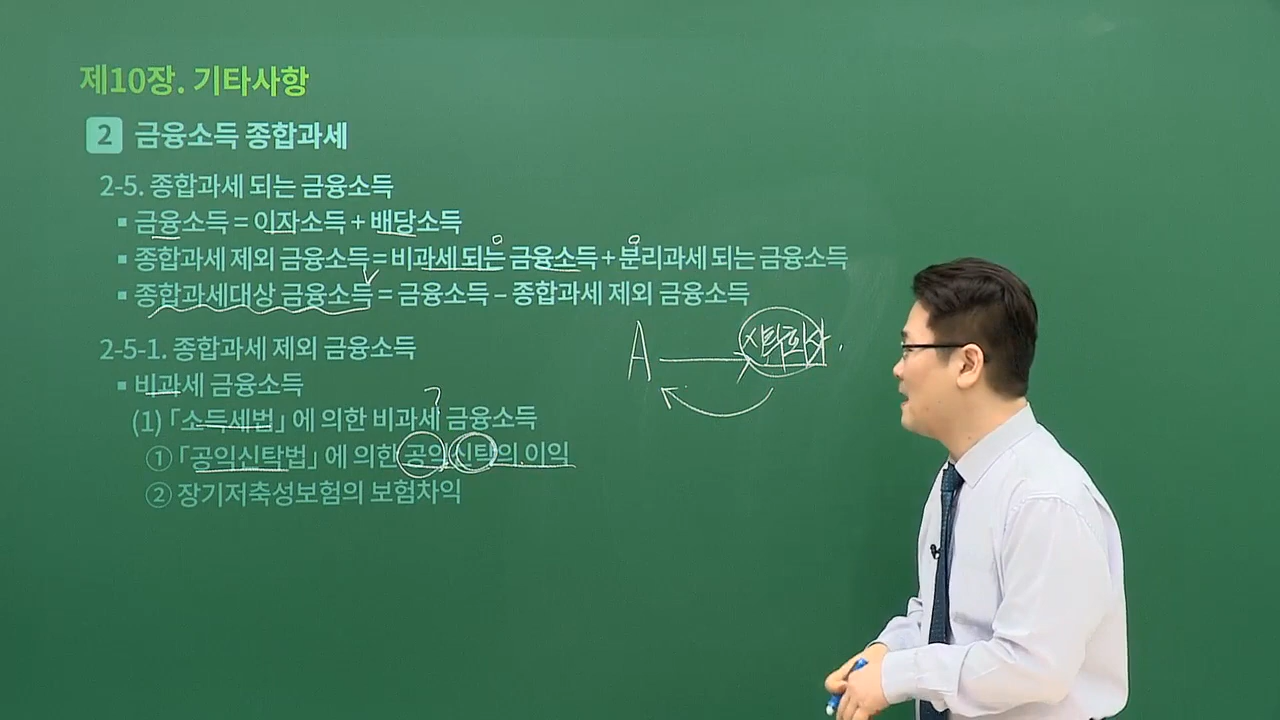 제10장. 기타사항
2 금융소득 종합과세
2-5. 종합과세 되는 금융소득
▪ 금융소득 = 이자소득 + 배당소득
▪ 종합과세 제외 금융소득 = 비과세 되는 금융소득 + 분리과세 되는 금융소득
▪ 종합과세대상 금융소득 = 금융소득 – 종합과세 제외 금융소득
A 신탁회사.
2-5-1. 종합과세 제외 금융소득
▪ 비과세 금융소득
?
(1) 「소득세법」에 의한 비과세 금융소득
① 「공익신탁법」에 의한 공익신탁의 이익
② 장기저축성보험의 보험차익